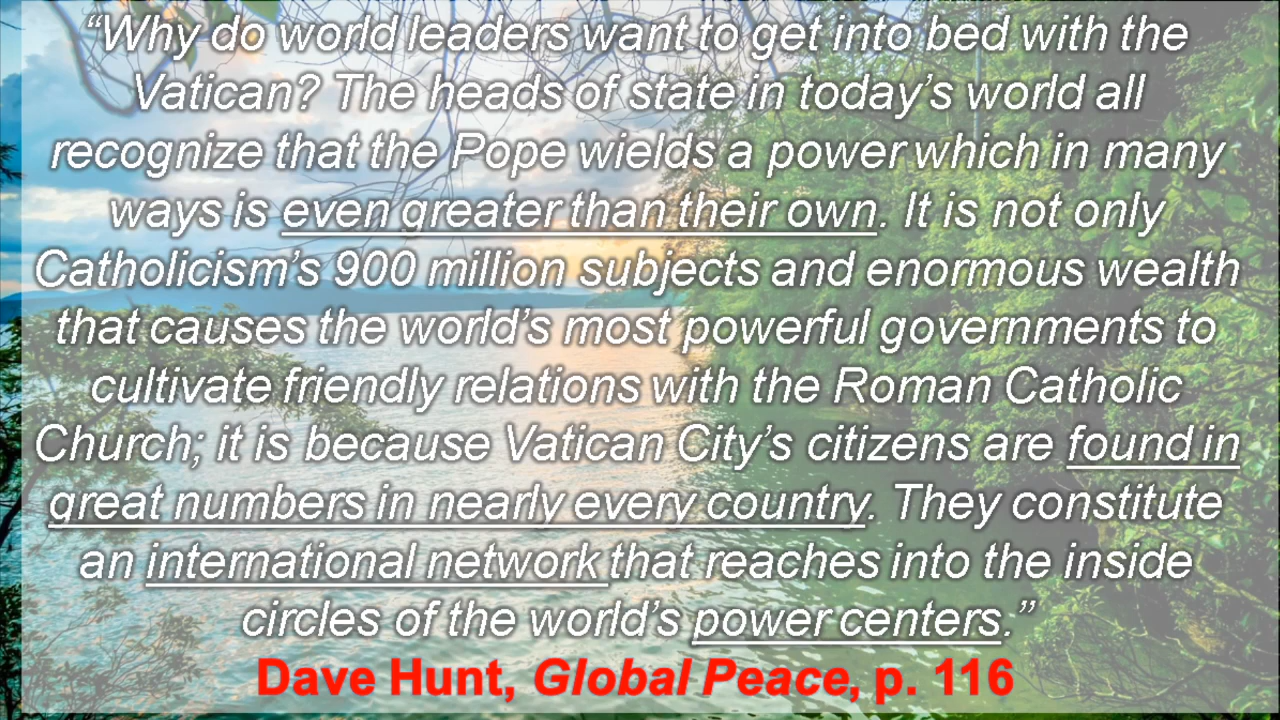 “Why do world leaders want to get into bed with the
Vatican? The heads of state in today’s world all
recognize that the Pope wields a power which in many
ways is even greater than their own. It is not only
Catholicism’s 900 million subjects and enormous wealth
that causes the world’s most powerful governments to
cultivate friendly relations with the Roman Catholic
Church; it is because Vatican City’s citizens are found in
great numbers in nearly every country. They constitute
an international network that reaches into the inside
circles of the world’s power centers.”
Dave Hunt, Global Peace, p. 116